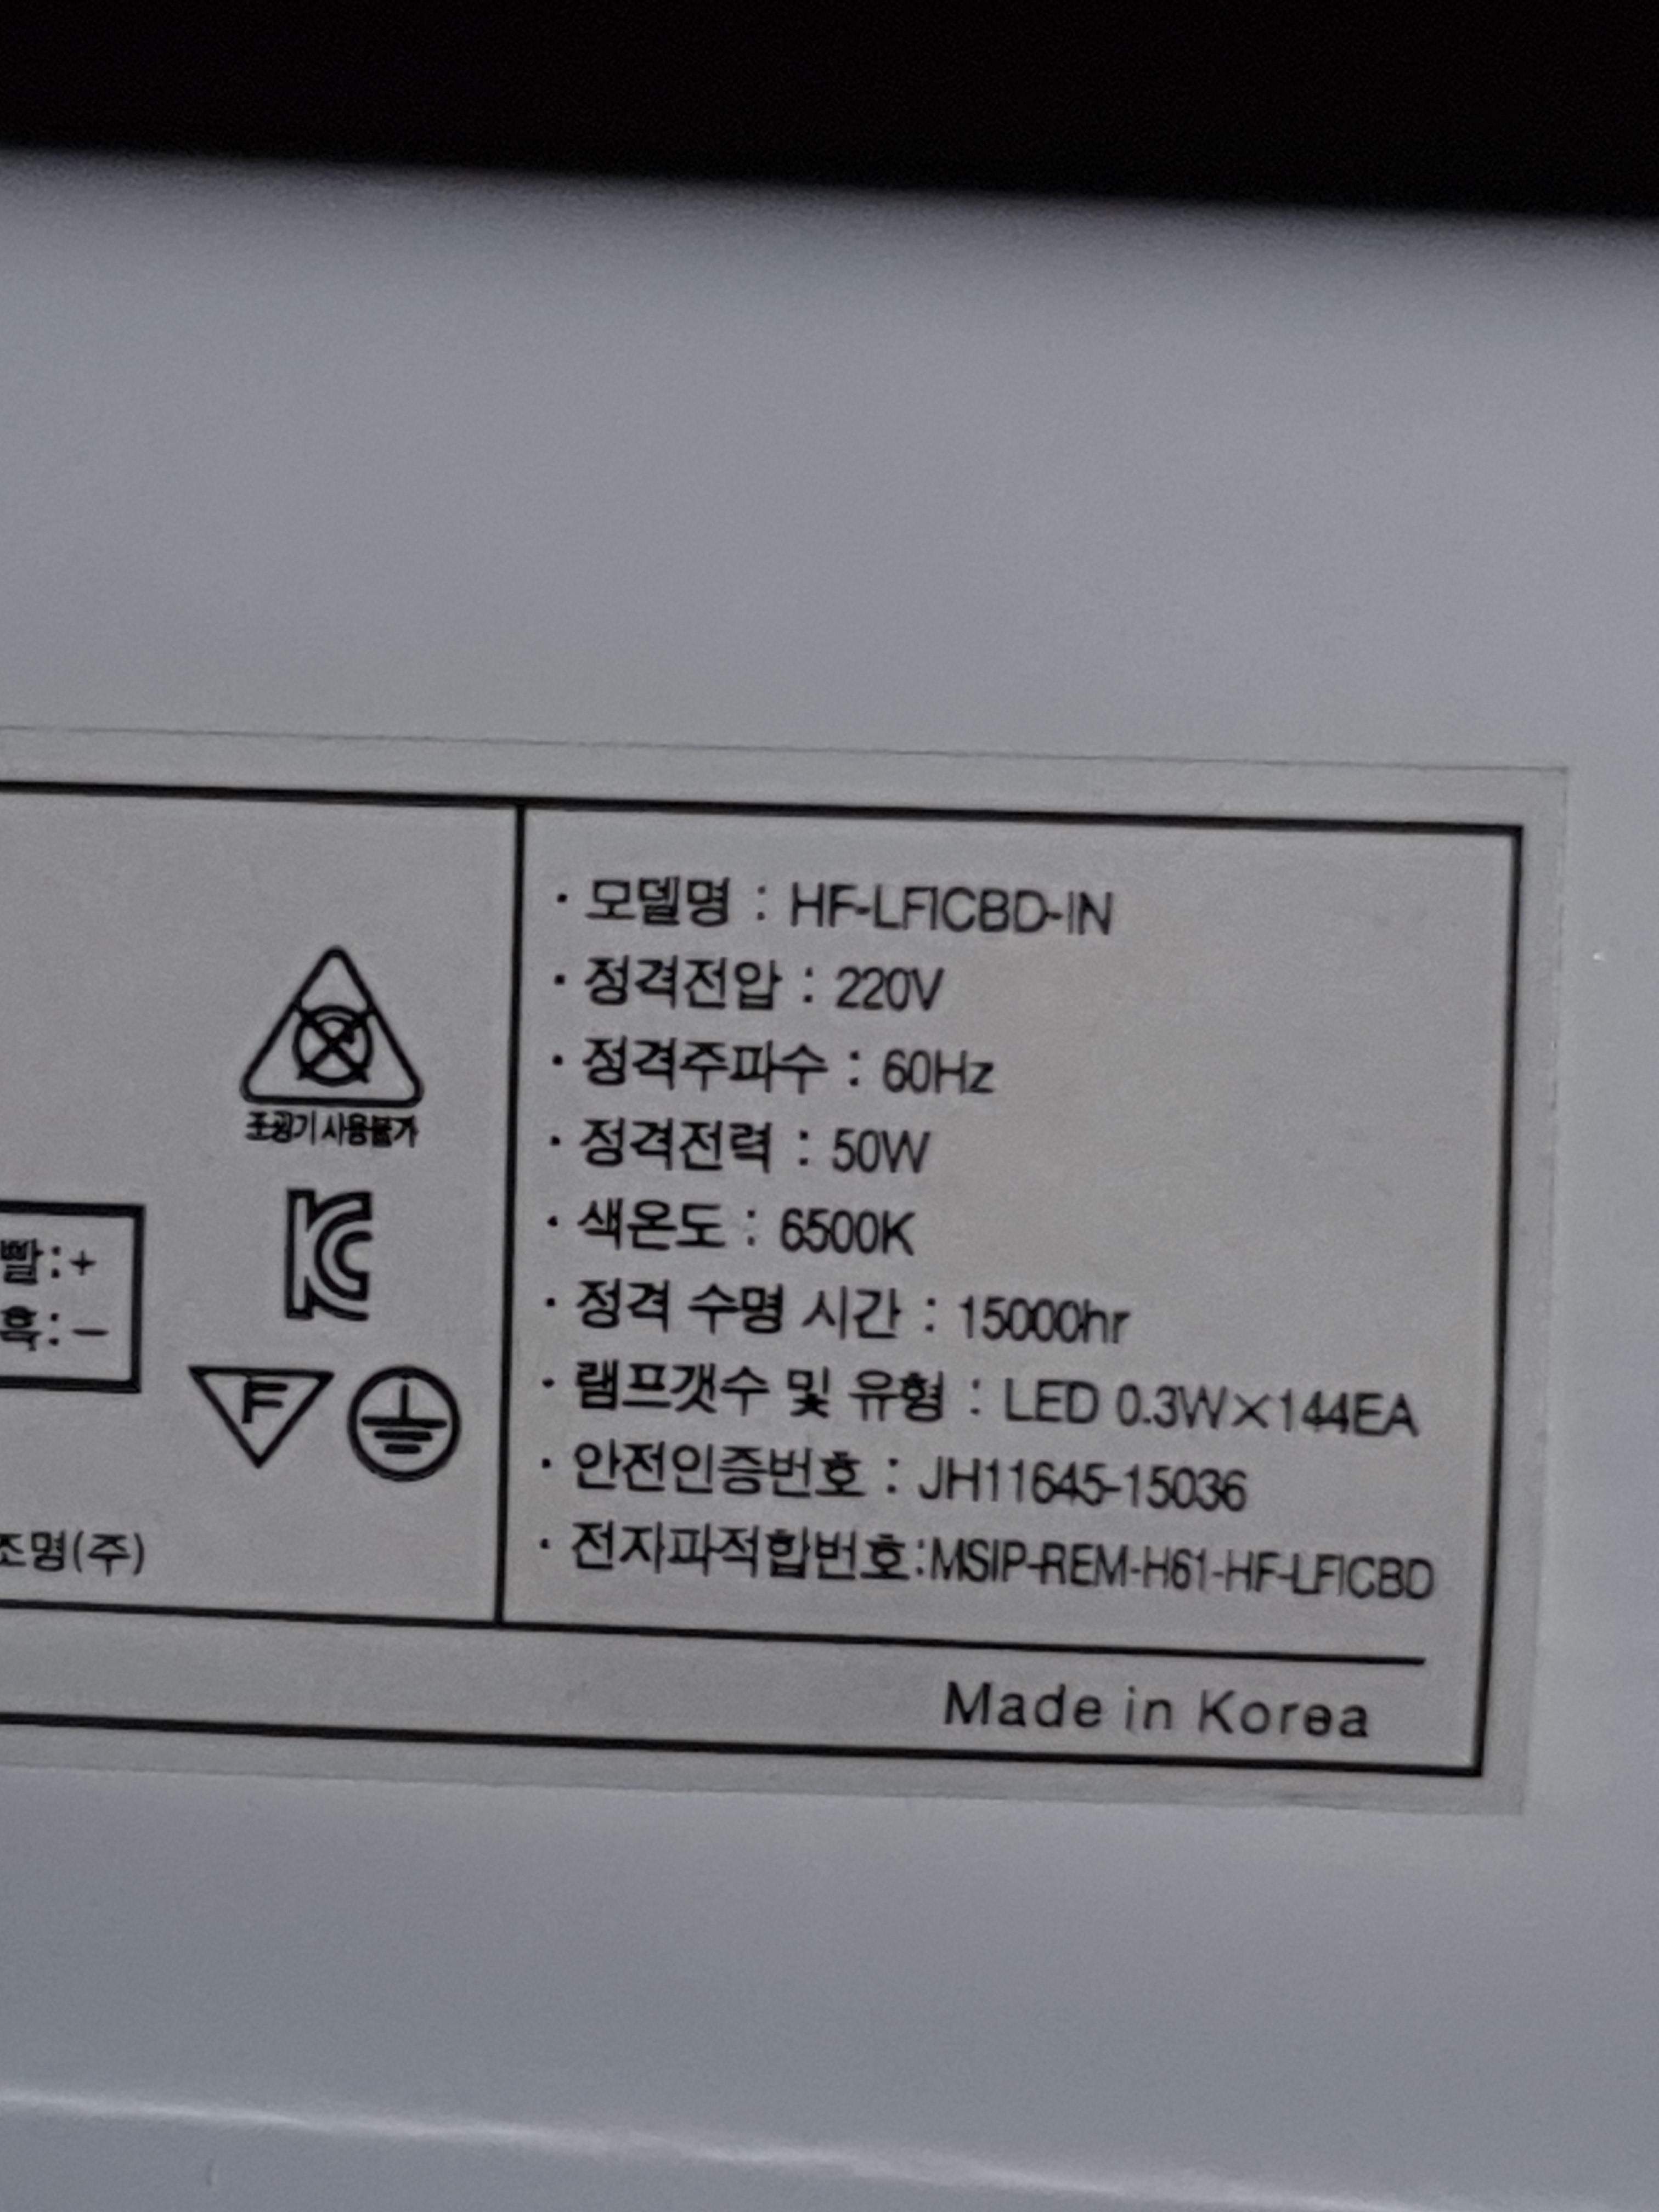 조광기 사용불가
빨:+
흑:−
F
조명(주)
· 모델명 : HF-LFICBD-IN
· 정격전압 : 220V
· 정격주파수 : 60Hz
· 정격전력 : 50W
· 색온도 : 6500K
· 정격 수명 시간 : 15000hr
· 램프갯수 및 유형 : LED 0.3W×144EA
· 안전인증번호 : JH11645-15036
· 전자파적합번호:MSIP-REM-H61-HF-LFICBD
Made in Korea